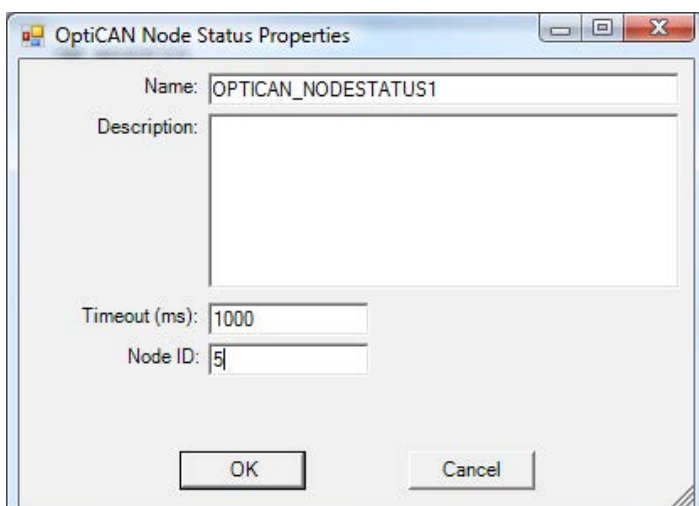 OptiCAN Node Status Properties
Name: OPTICAN_NODESTATUS1
Description:
Timeout (ms): 1000
Node ID: 5
OK Cancel